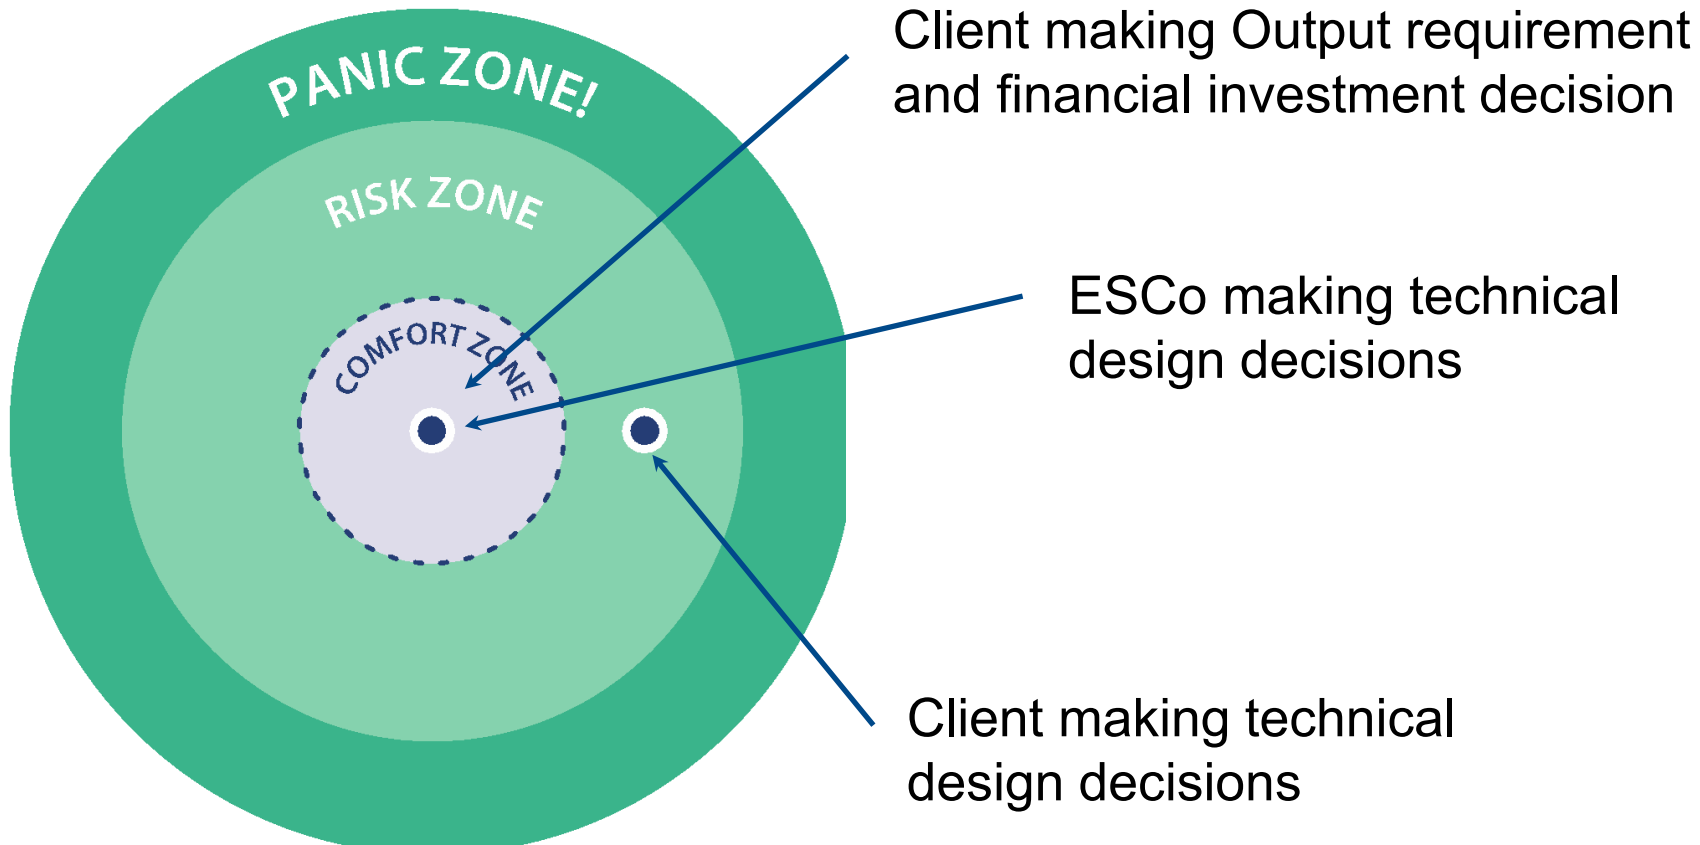 PANIC ZONE!
RISK ZONE
COMFORT ZONE
Client making Output requirement
and financial investment decision
ESCo making technical
design decisions
Client making technical
design decisions